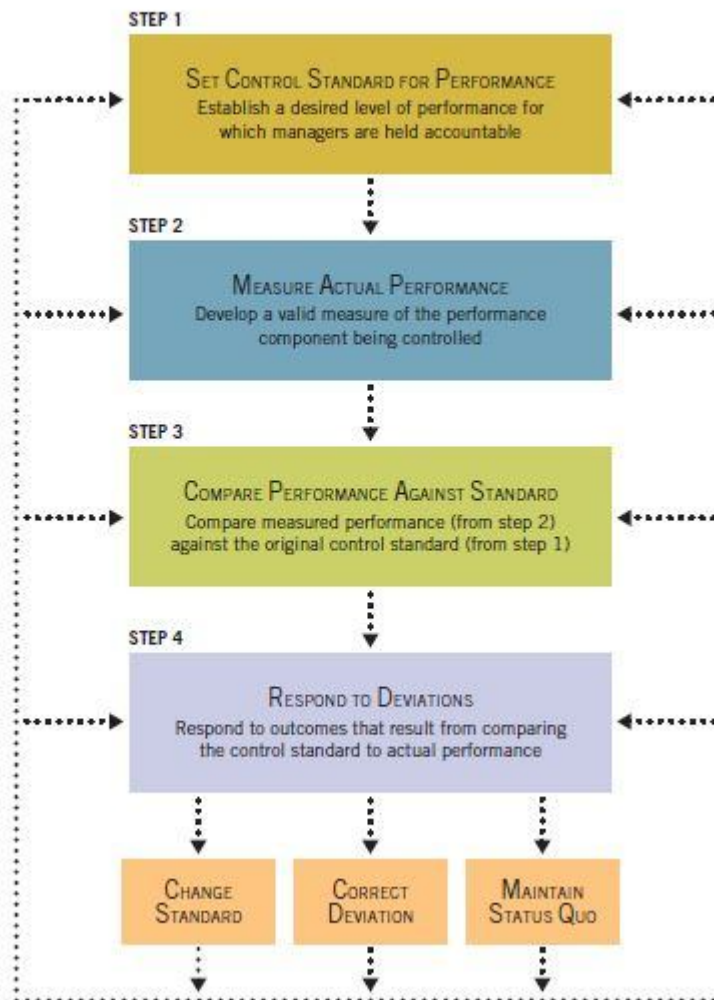 STEP 1
SET CONTROL STANDARD FOR PERFORMANCE
Establish a desired level of performance for
which managers are held accountable
STEP 2
MEASURE ACTUAL PERFORMANCE
Develop a valid measure of the performance
component being controlled
STEP 3
COMPARE PERFORMANCE AGAINST STANDARD
Compare measured performance (from step 2)
against the original control standard (from step 1)
STEP 4
RESPOND TO DEVIATIONS
Respond to outcomes that result from comparing
the control standard to actual performance
CHANGE
STANDARD
CORRECT
DEVIATION
MAINTAIN
STATUS QUO